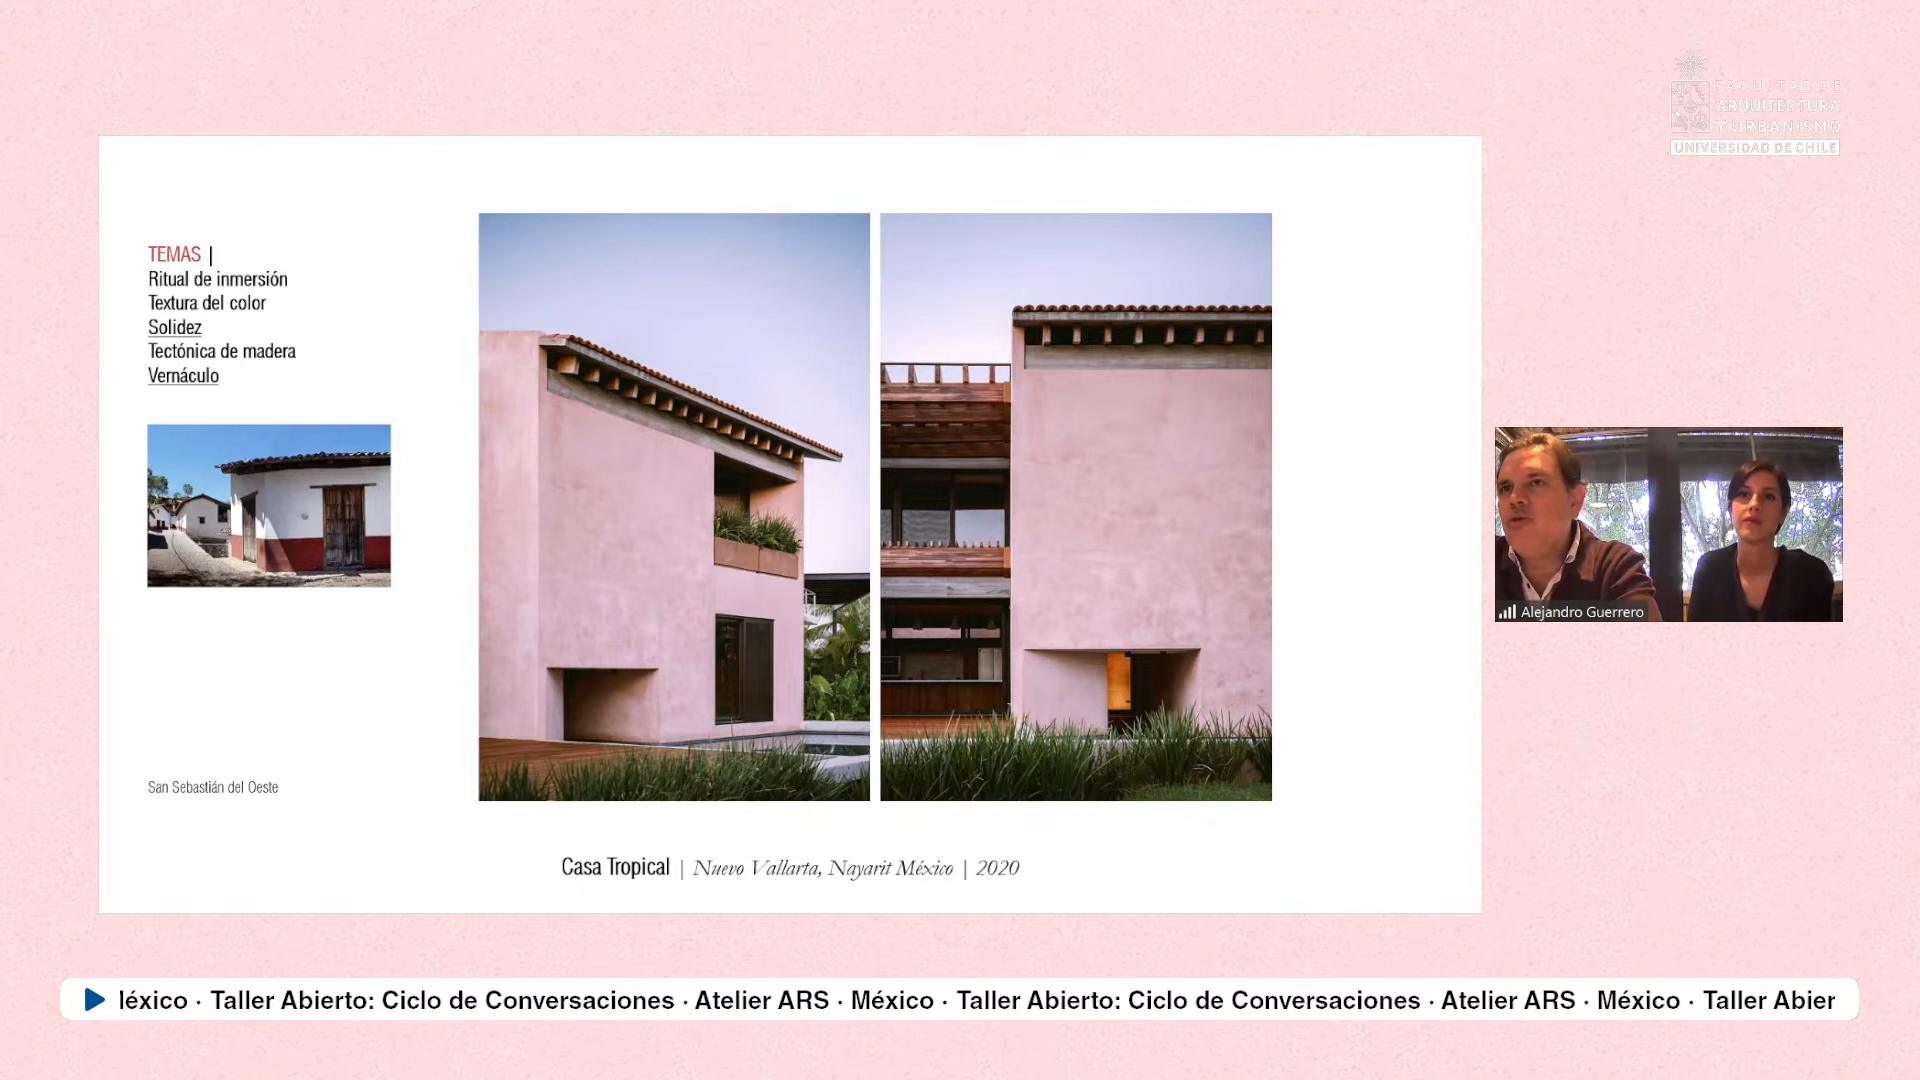 FACULTAD DE
ARQUITECTURA
Y URBANISMO
UNIVERSIDAD DE CHILE
TEMAS |
Ritual de inmersión
Textura del color
Solidez
Tectónica de madera
Vernáculo
San Sebastián del Oeste
Casa Tropical | Nuevo Vallarta, Nayarit México | 2020
Alejandro Guerrero
léxico · Taller Abierto: Ciclo de Conversaciones · Atelier ARS · México · Taller Abierto: Ciclo de Conversaciones · Atelier ARS · México · Taller Abier